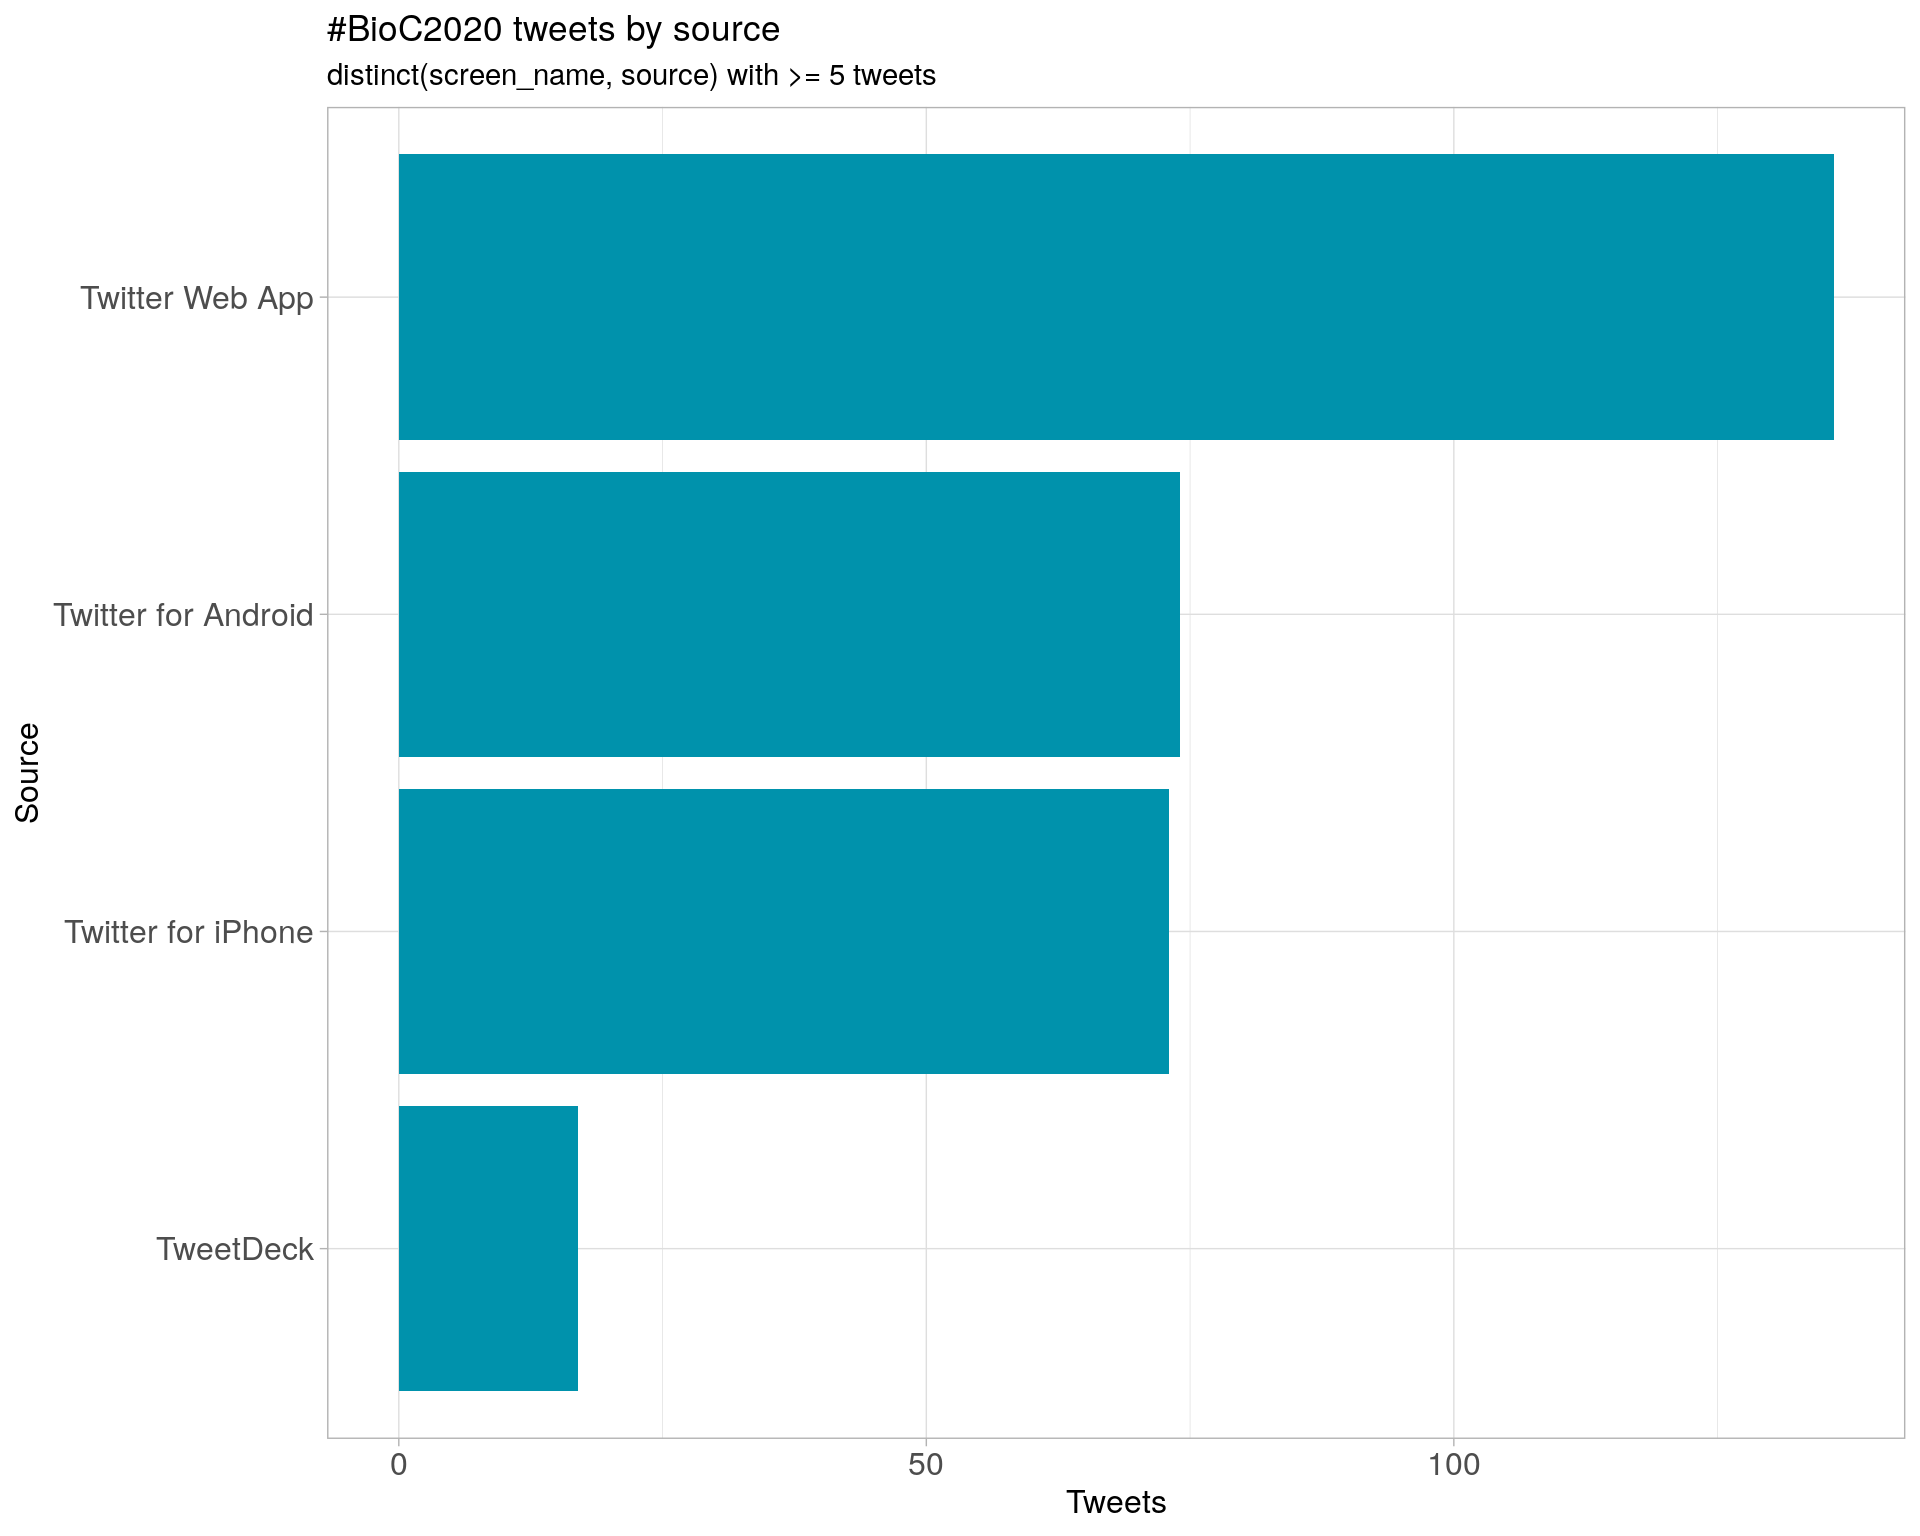 #BioC2020 tweets by source
distinct(screen_name, source) with >= 5 tweets
Source
Twitter Web App
Twitter for Android
Twitter for iPhone
TweetDeck
0 50 100
Tweets